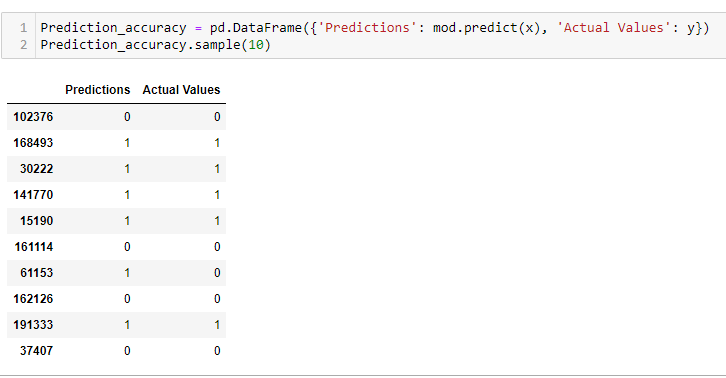 1 Prediction_accuracy = pd.DataFrame({'Predictions': mod.predict(x), 'Actual Values': y})
2 Prediction_accuracy.sample(10)
Predictions Actual Values
102376 0 0
168493 1 1
30222 1 1
141770 1 1
15190 1 1
161114 0 0
61153 1 0
162126 0 0
191333 1 1
37407 0 0